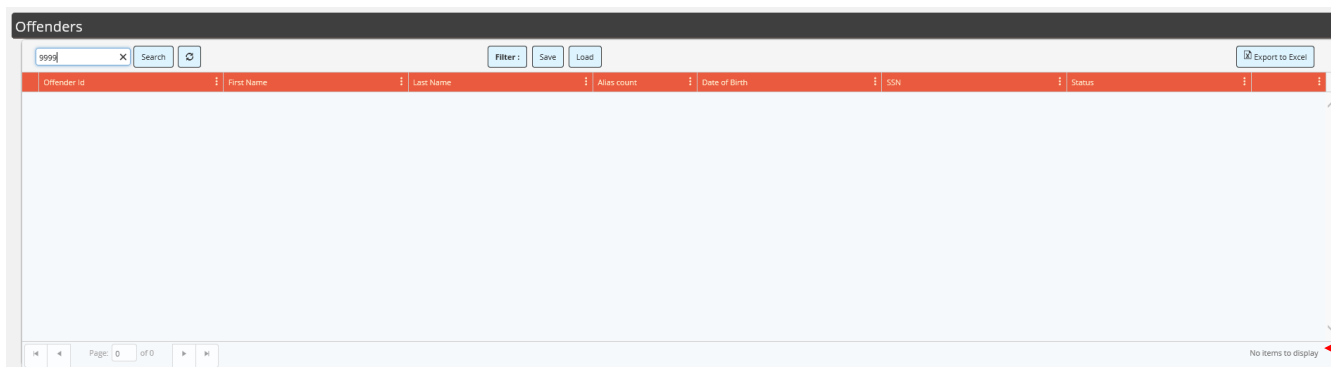 Offenders
9999 Search Filter : Save Load Export to Excel
Offender Id First Name Last Name Alias count Date of Birth SSN Status
Page: 0 of 0 No items to display